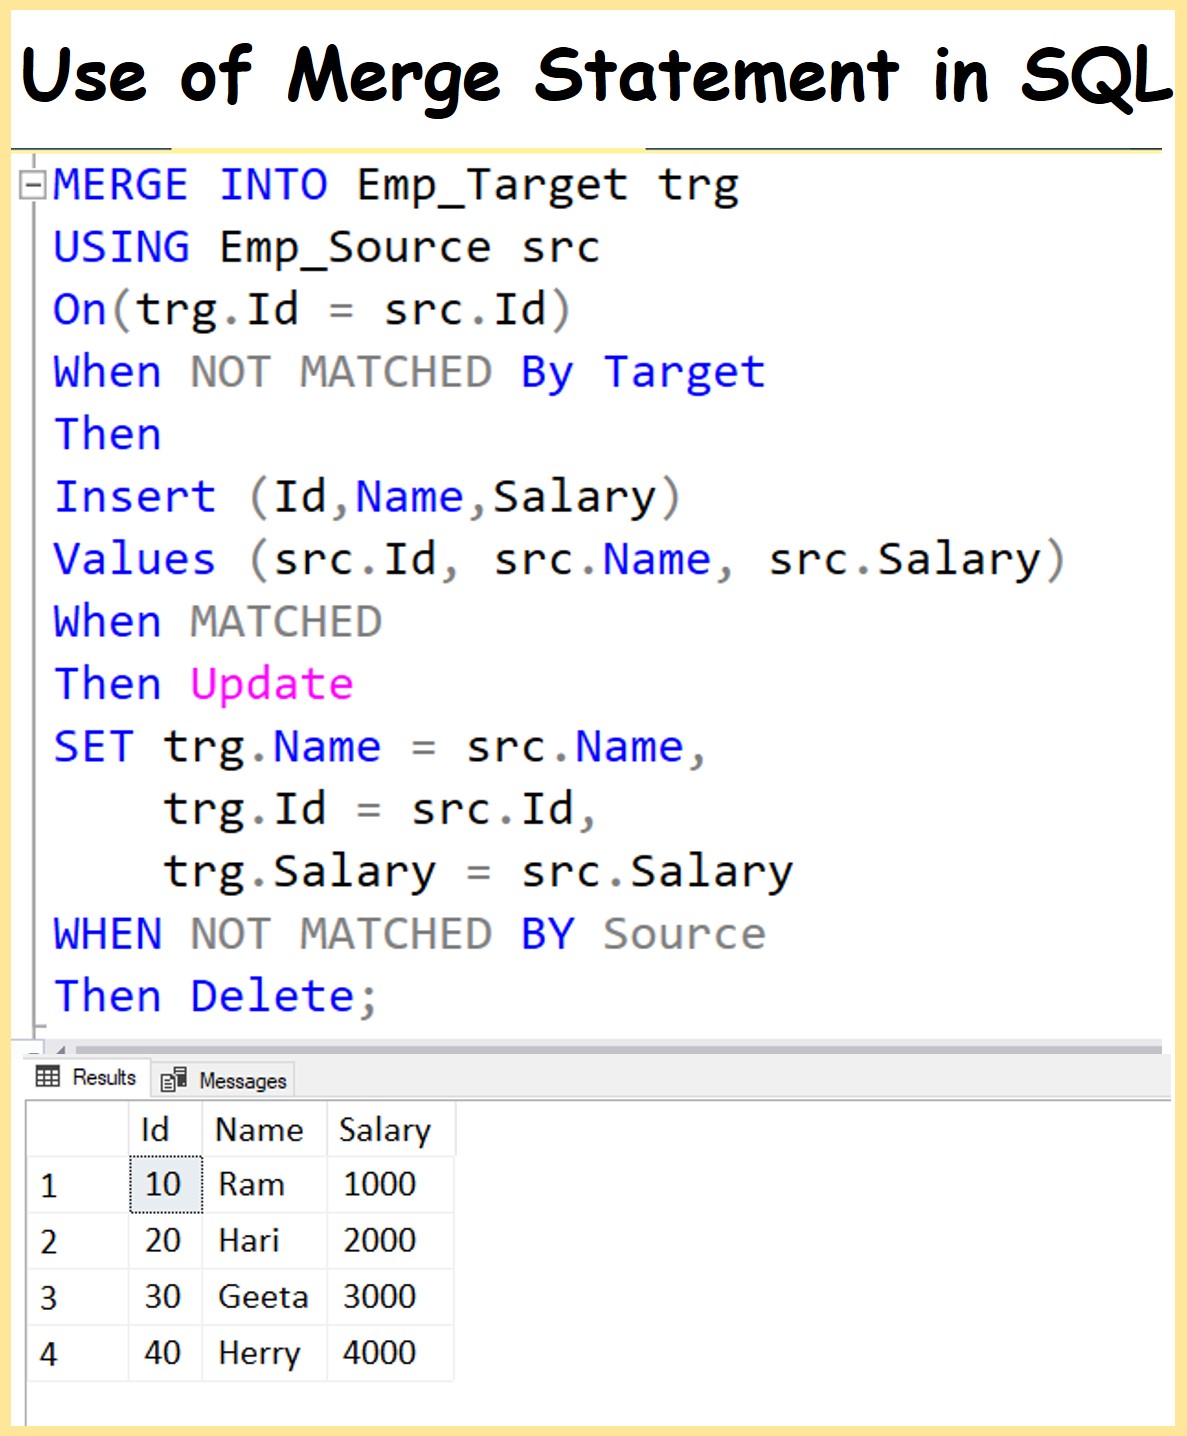 Use of Merge Statement in SQL
MERGE INTO Emp_Target trg
USING Emp_Source src
On(trg.Id = src.Id)
When NOT MATCHED By Target
Then
Insert (Id,Name,Salary)
Values (src.Id, src.Name, src.Salary)
When MATCHED
Then Update
SET trg.Name = src.Name,
trg.Id = src.Id,
trg.Salary = src.Salary
WHEN NOT MATCHED BY Source
Then Delete;
Results Messages
Id Name Salary
1 10 Ram 1000
2 20 Hari 2000
3 30 Geeta 3000
4 40 Herry 4000